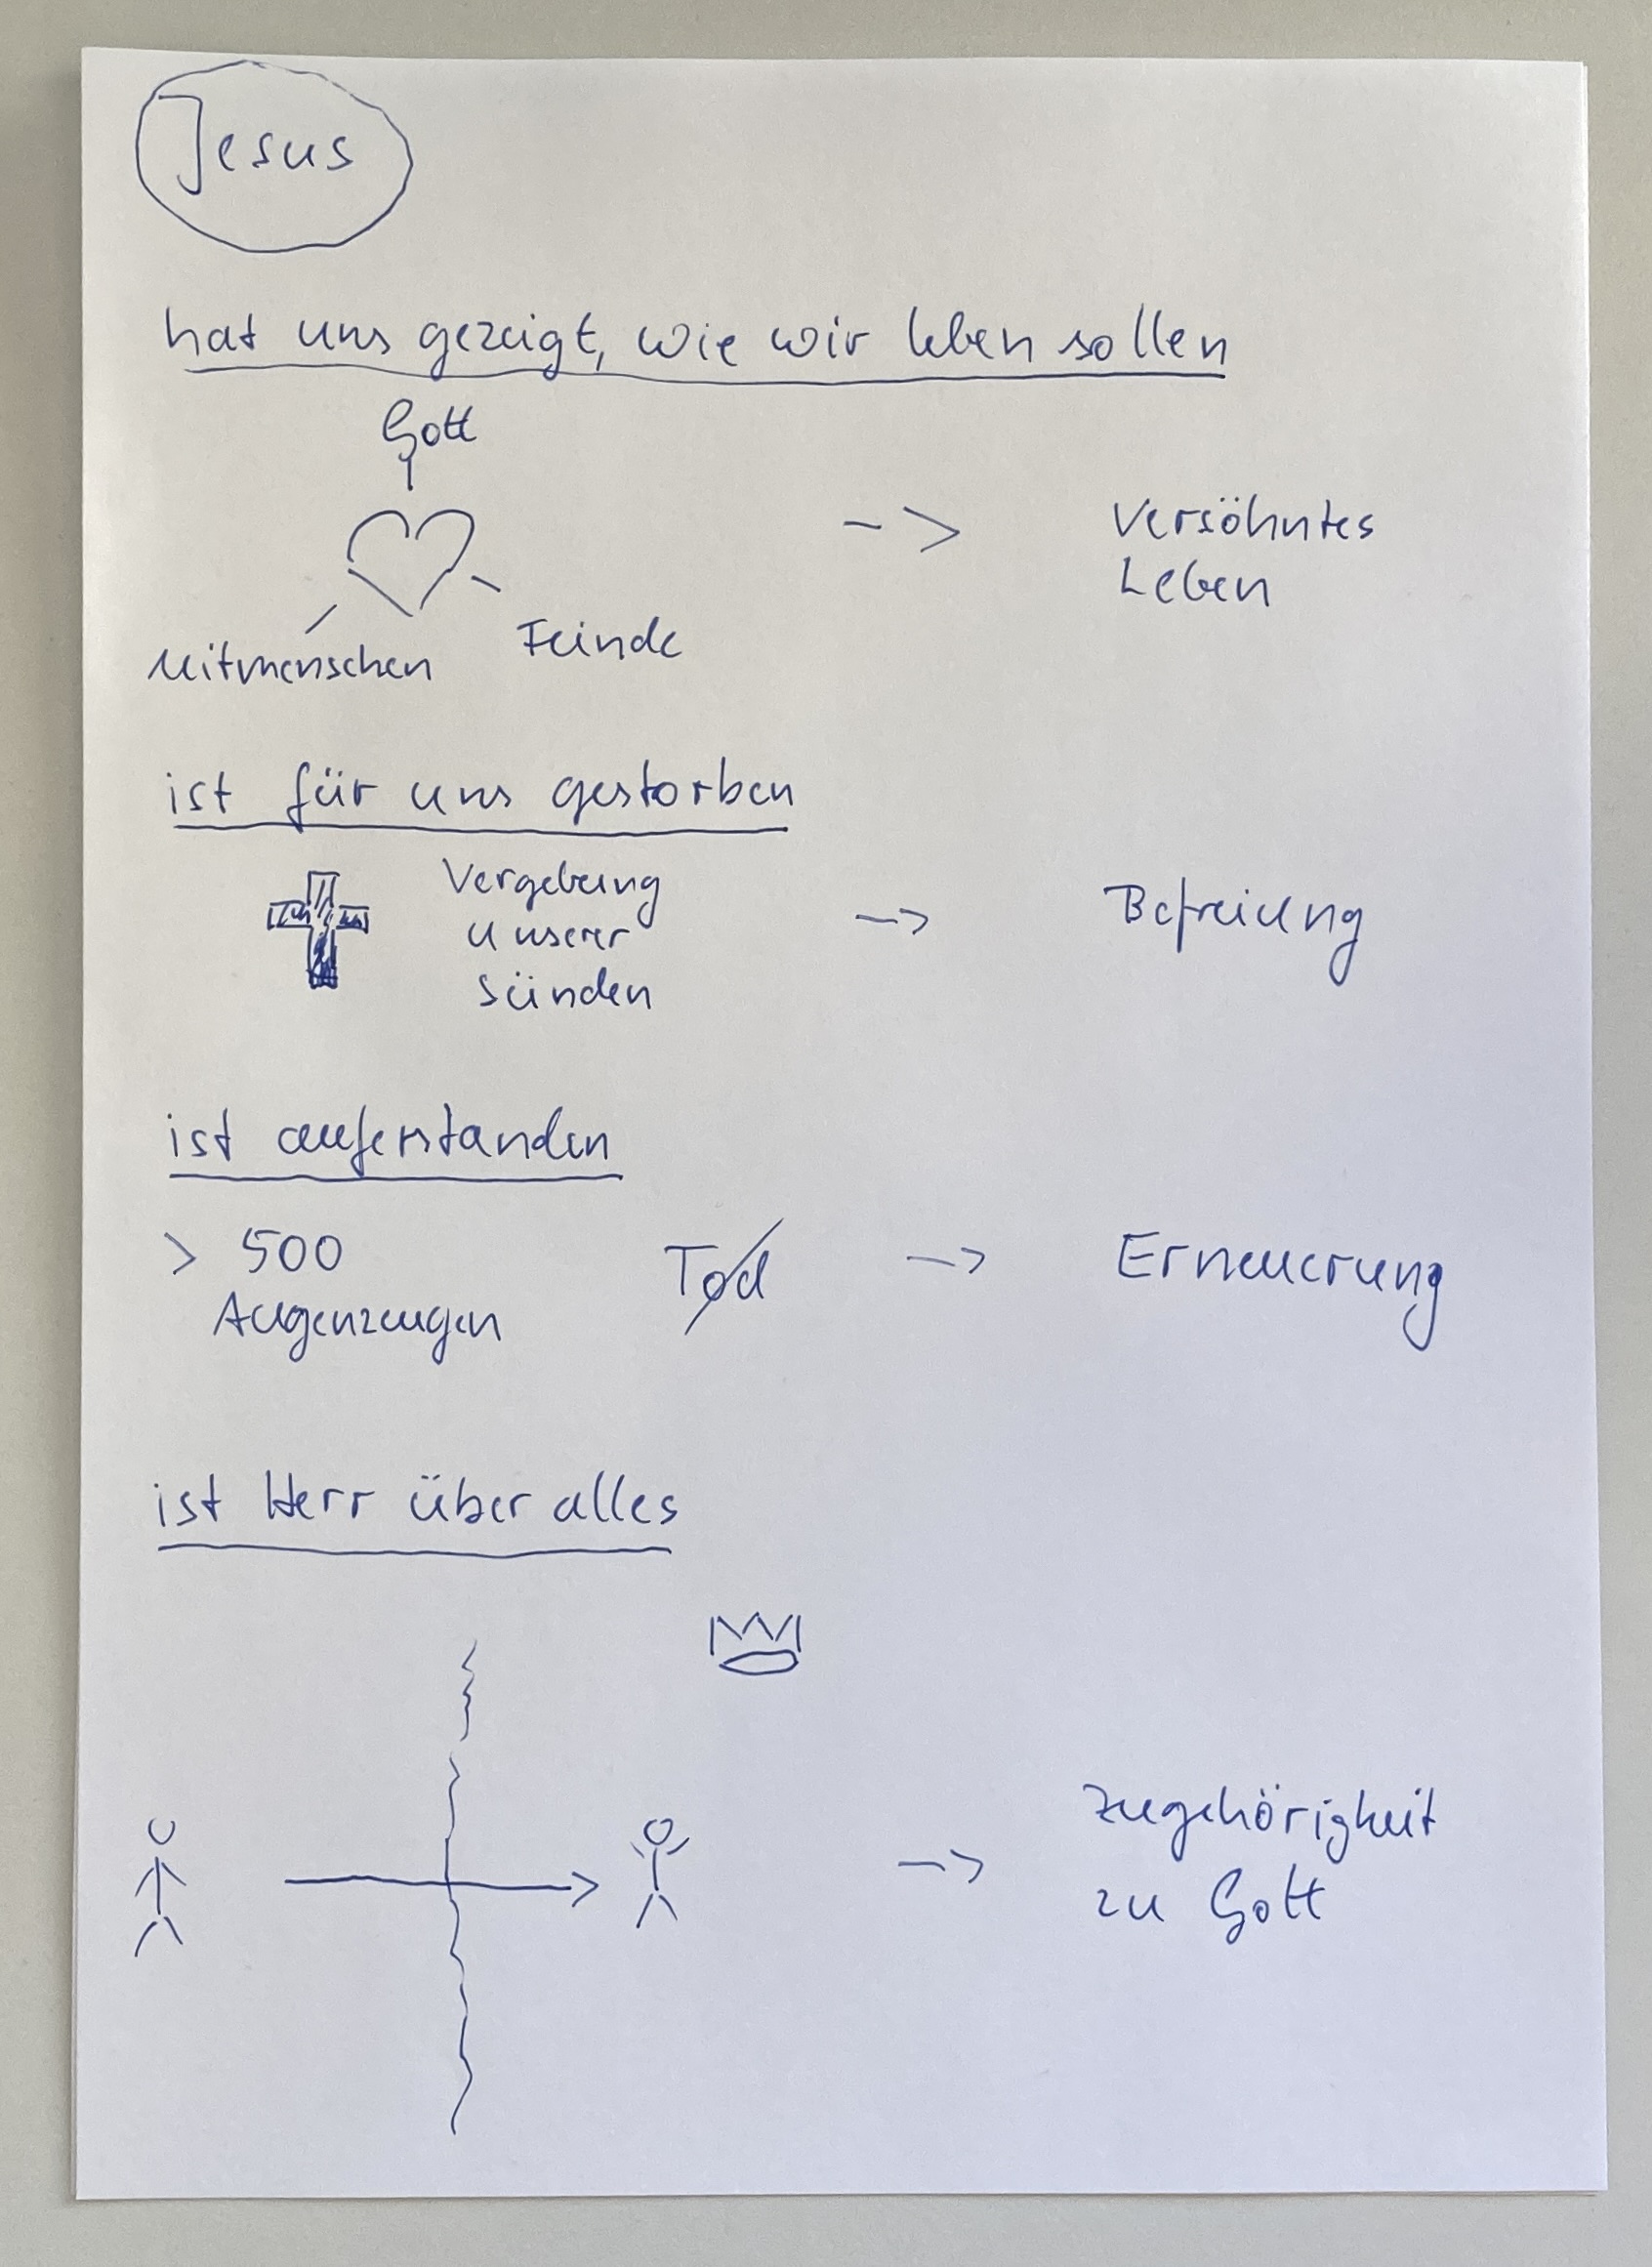 Jesus
hat uns gezeigt, wie wir leben sollen
Gott
-> Versöhntes
Leben
Mitmenschen Feinde
ist für uns gestorben
Vergebung
unserer
Sünden
-> Befreiung
ist auferstanden
> 500
Augenzeugen
Tod -> Erneuerung
ist Herr über alles
-> Zugehörigkeit
zu Gott